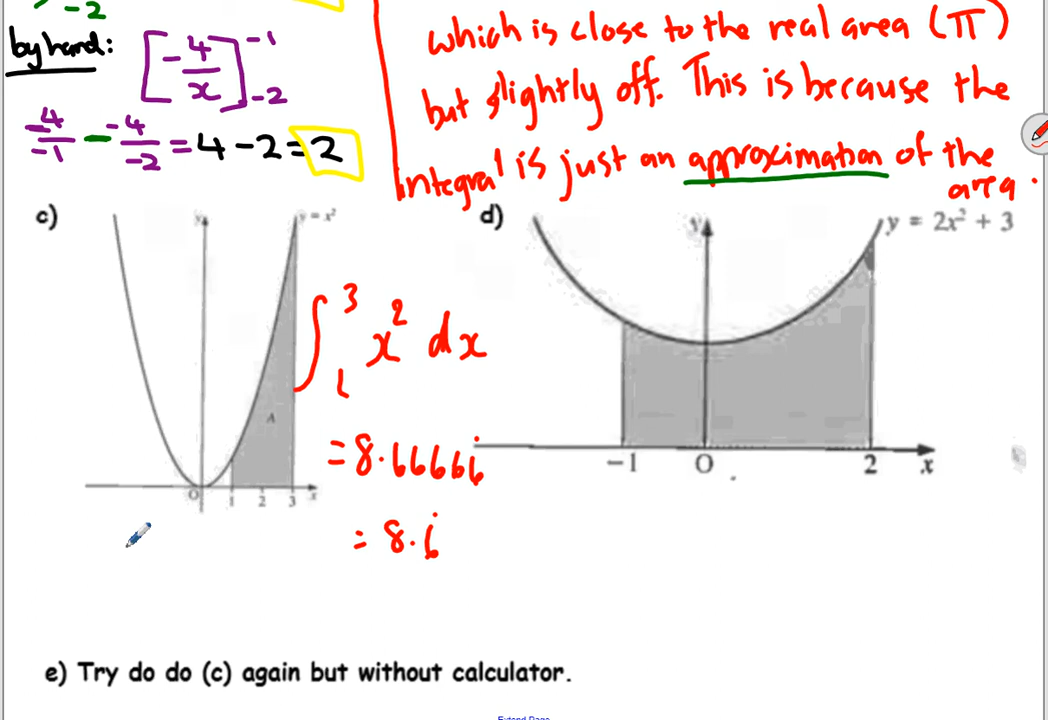 -2
by hand: [-4/x]-1 -2
-4/-1 - -4/-2 = 4 - 2 = 2
which is close to the real area (π)
but slightly off. This is because the
integral is just an approximation of the
area.
c)
y
y = x²
A
O 1 2 3 x
∫ 3 1 x² dx
= 8.66666
= 8.6̇
d)
y
y = 2x² + 3
-1 O 2 x
e) Try do do (c) again but without calculator.
Extend Page